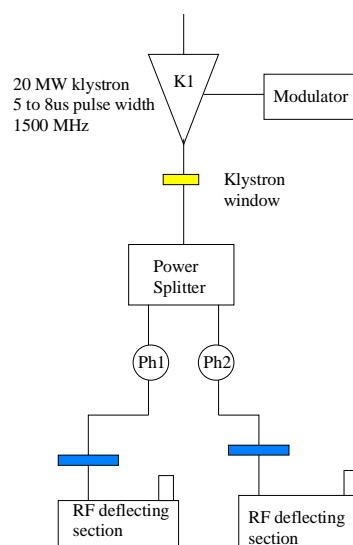 K1
20 MW klystron
5 to 8us pulse width
1500 MHz
Modulator
Klystron
window
Power
Splitter
Ph1
Ph2
RF deflecting
section
RF deflecting
section